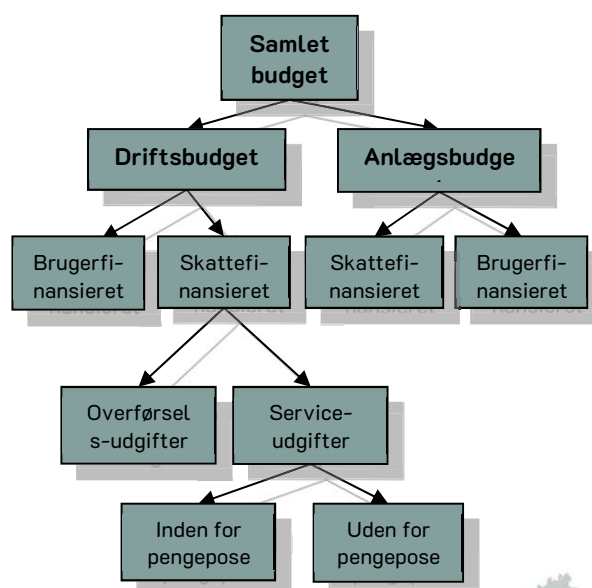 Samlet
budget
Driftsbudget
Anlægsbudge
Brugerfi-
nansieret
Skattefi-
nansieret
Skattefi-
nansieret
Brugerfi-
nansieret
Overførsel
s-udgifter
Service-
udgifter
Inden for
pengepose
Uden for
pengepose